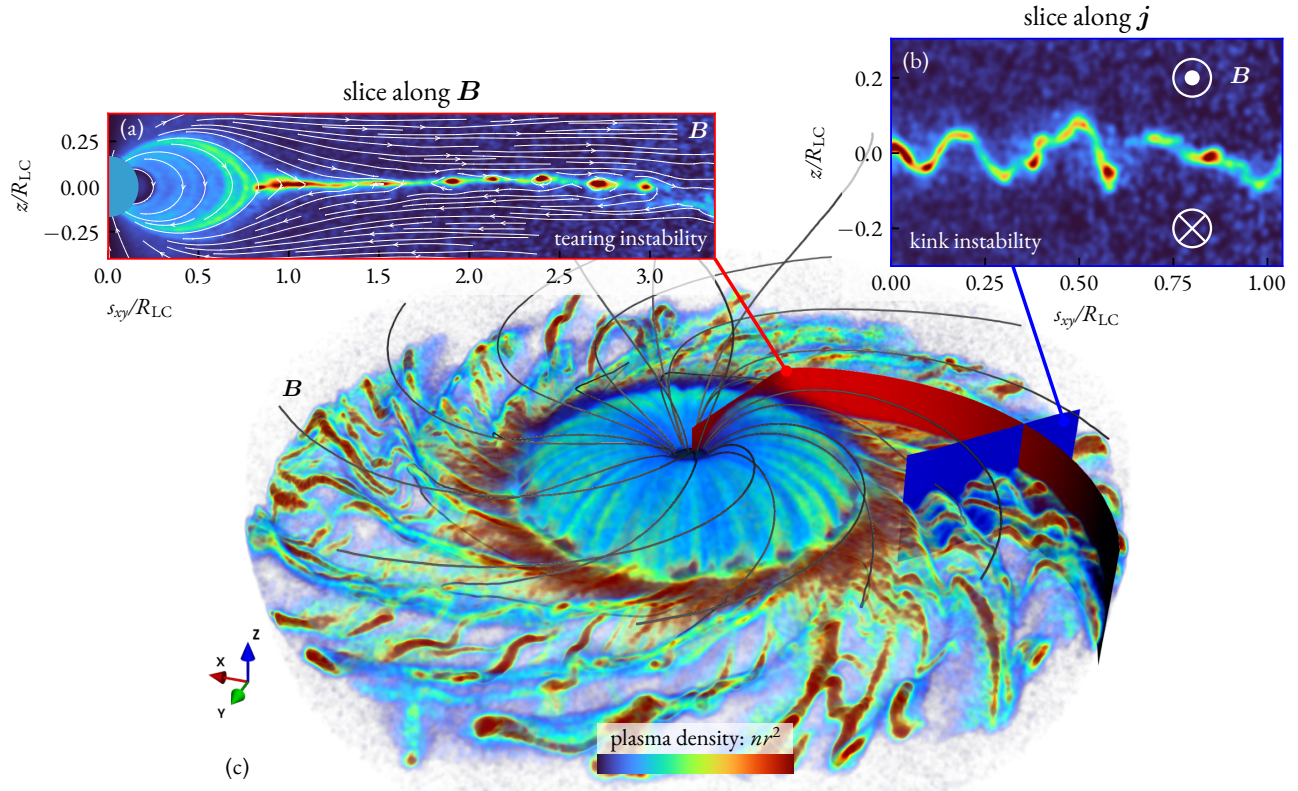 slice along B
(a)
B
tearing instability
z/R_LC
0.25
0.00
−0.25
0.0 0.5 1.0 1.5 2.0 2.5 3.0
s_xy/R_LC
slice along j
(b)
B
kink instability
z/R_LC
0.2
0.0
−0.2
0.00 0.25 0.50 0.75 1.00
s_xy/R_LC
B
X
Y
Z
(c)
plasma density: nr²